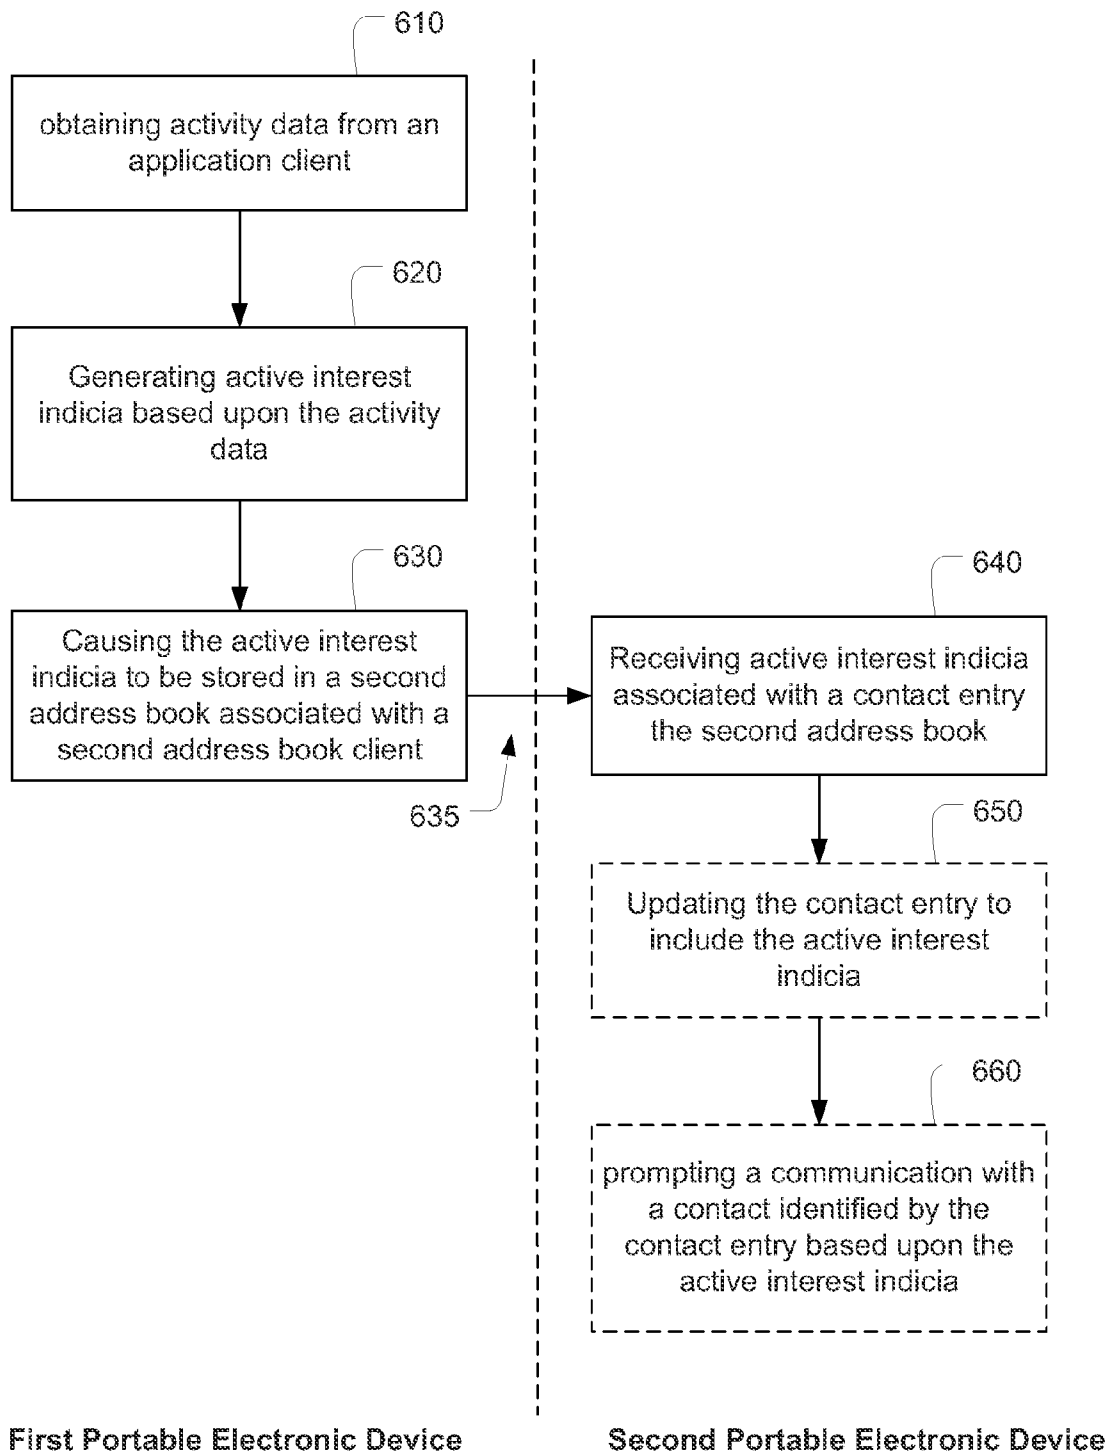 610
obtaining activity data from an
application client
620
Generating active interest
indicia based upon the activity
data
630
Causing the active interest
indicia to be stored in a second
address book associated with a
second address book client
635
640
Receiving active interest indicia
associated with a contact entry
the second address book
650
Updating the contact entry to
include the active interest
indicia
660
prompting a communication with
a contact identified by the
contact entry based upon the
active interest indicia
First Portable Electronic Device
Second Portable Electronic Device